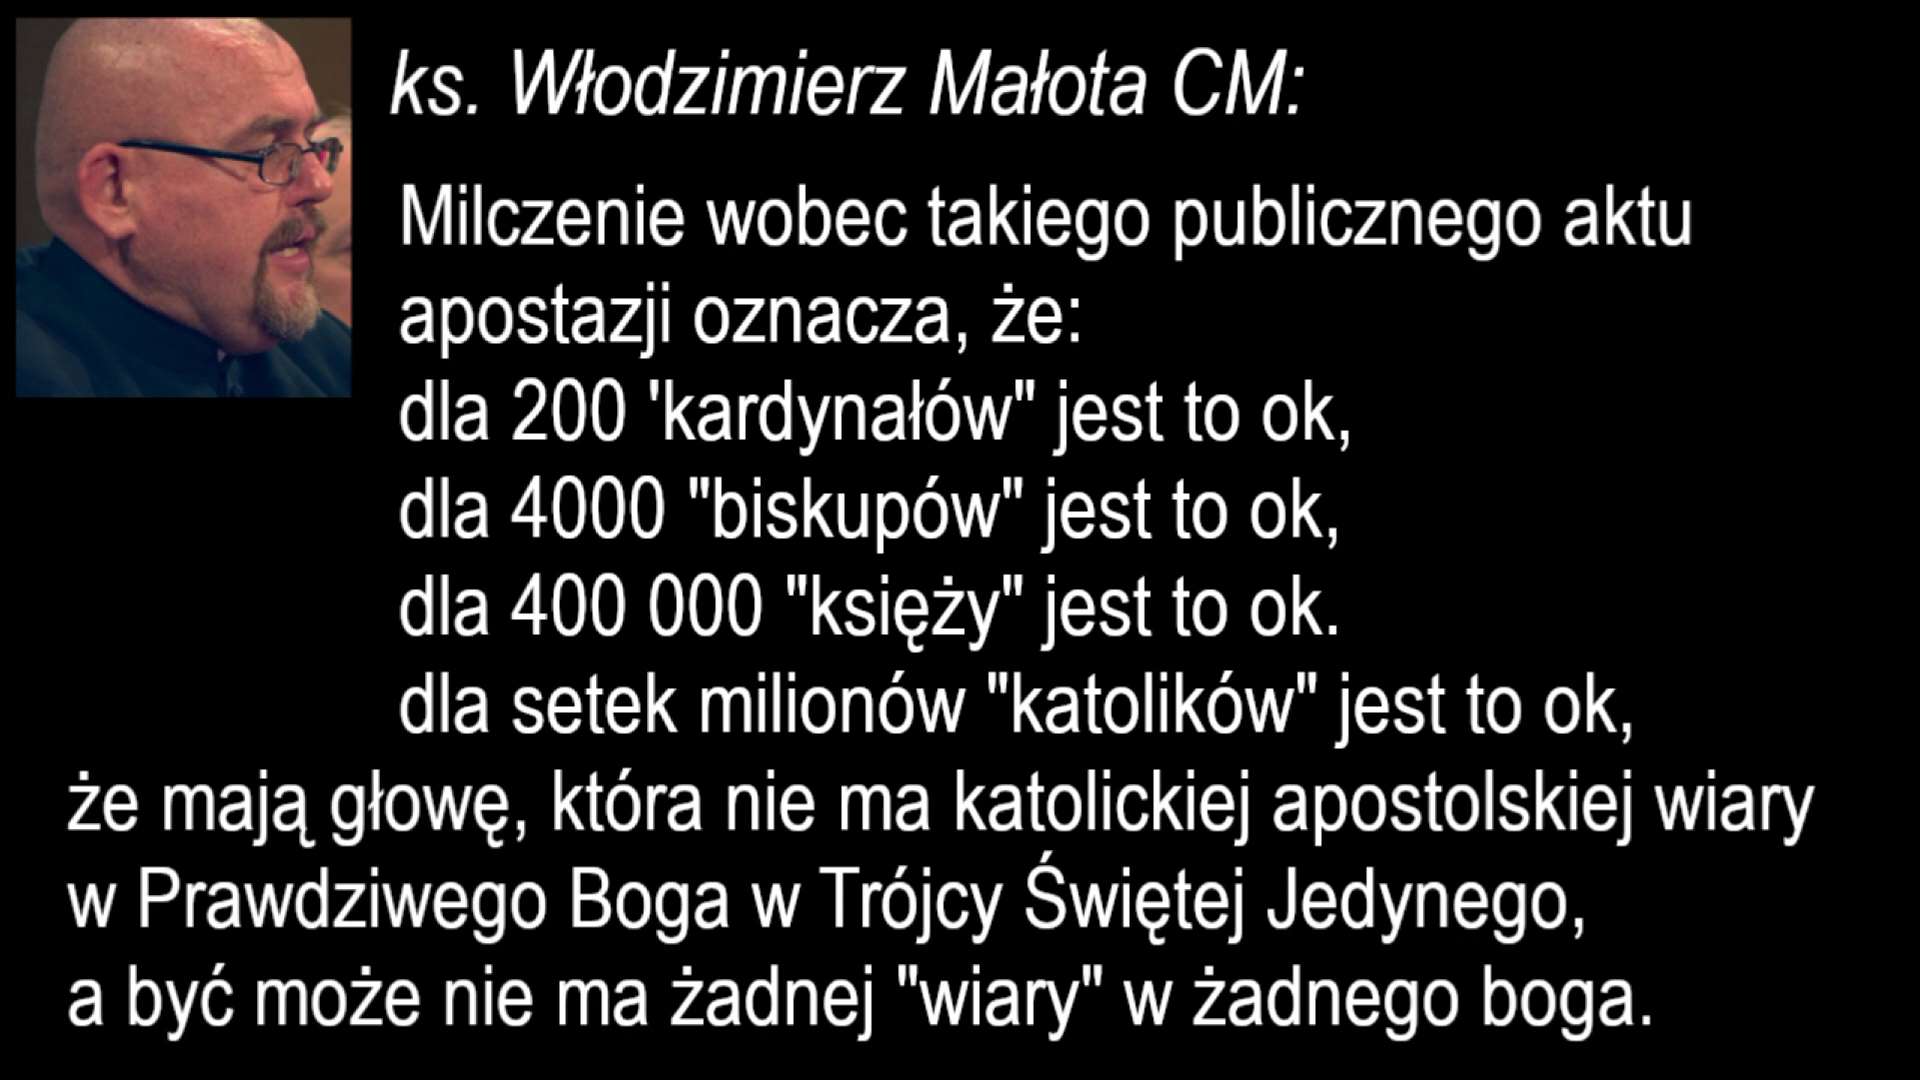 ks. Włodzimierz Małota CM:
Milczenie wobec takiego publicznego aktu
apostazji oznacza, że:
dla 200 'kardynałów" jest to ok,
dla 4000 "biskupów" jest to ok,
dla 400 000 "księży" jest to ok.
dla setek milionów "katolików" jest to ok,
że mają głowę, która nie ma katolickiej apostolskiej wiary
w Prawdziwego Boga w Trójcy Świętej Jedynego,
a być może nie ma żadnej "wiary" w żadnego boga.